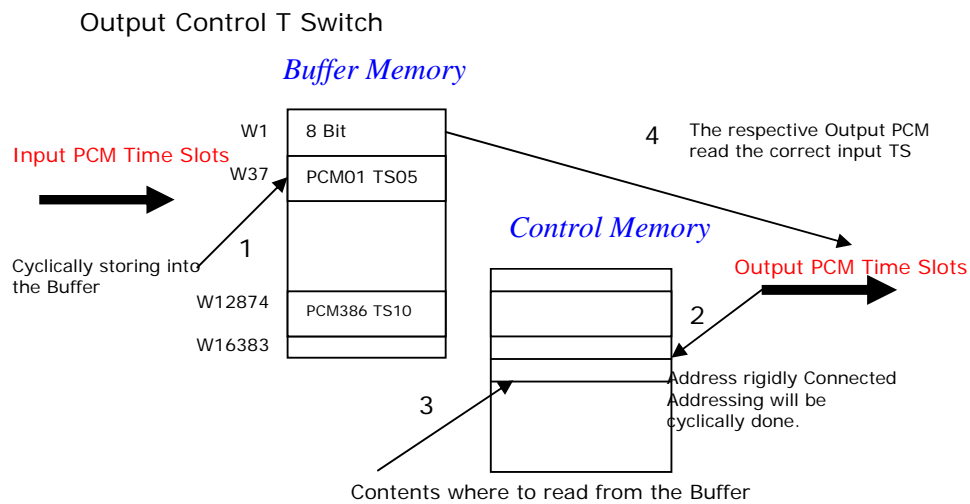 Output Control T Switch
Buffer Memory
W1
8 Bit
4
The respective Output PCM
read the correct input TS
Input PCM Time Slots
W37
PCM01 TS05
Control Memory
1
Cyclically storing into
the Buffer
Output PCM Time Slots
W12874
PCM386 TS10
2
W16383
Address rigidly Connected
Addressing will be
cyclically done.
3
Contents where to read from the Buffer